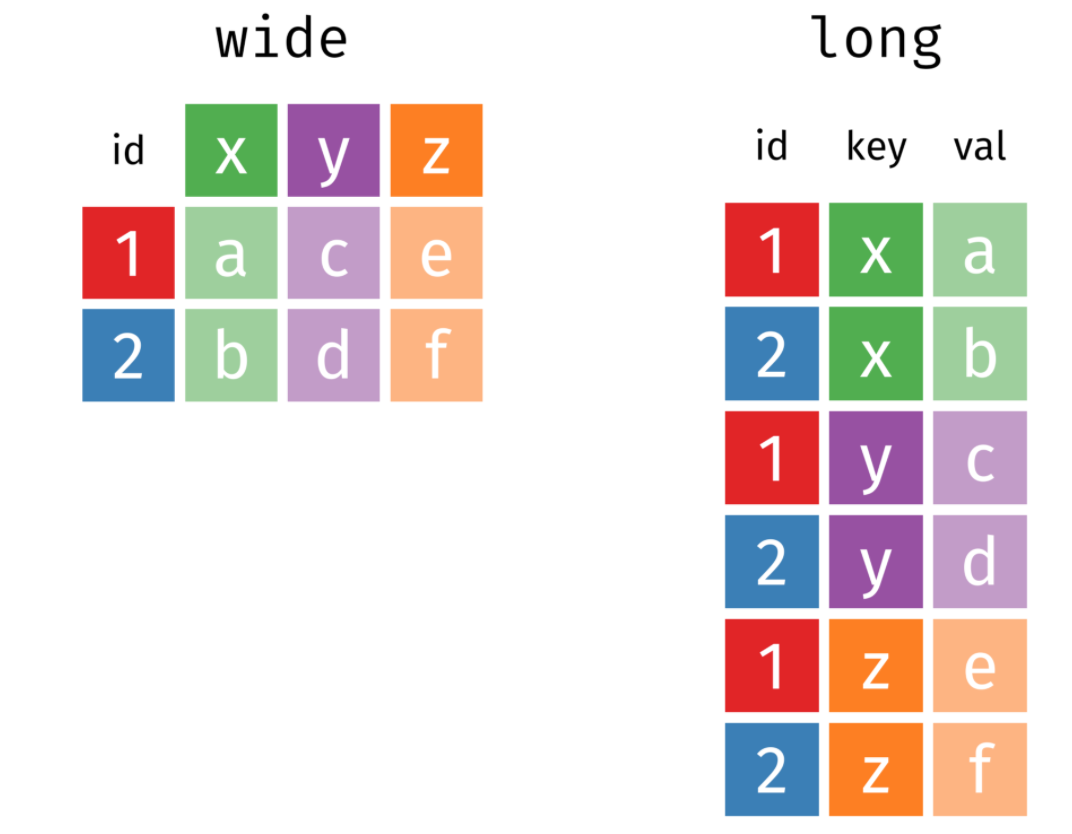 wide
id x y z
1 a c e
2 b d f
long
id key val
1 x a
2 x b
1 y c
2 y d
1 z e
2 z f